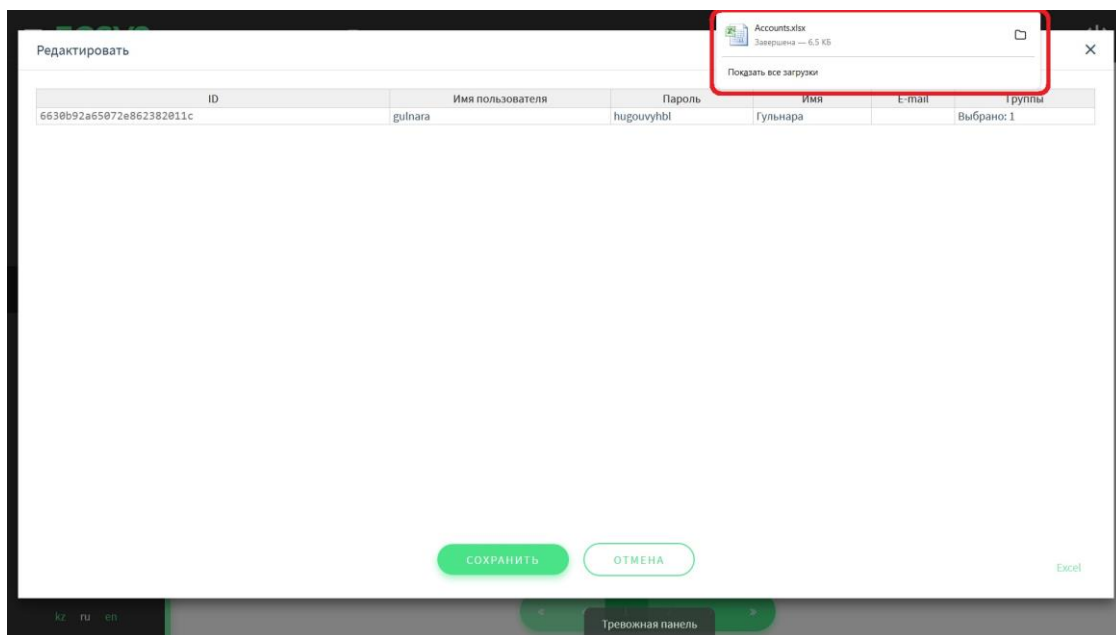 Accounts.xlsx
Завершена — 6,5 КБ
Показать все загрузки
Редактировать
ID Имя пользователя Пароль Имя E-mail Группы
6630b92a65072e862382011c gulnara hugouvyhbl Гульнара Выбрано: 1
СОХРАНИТЬ ОТМЕНА
Excel
kz ru en
Тревожная панель